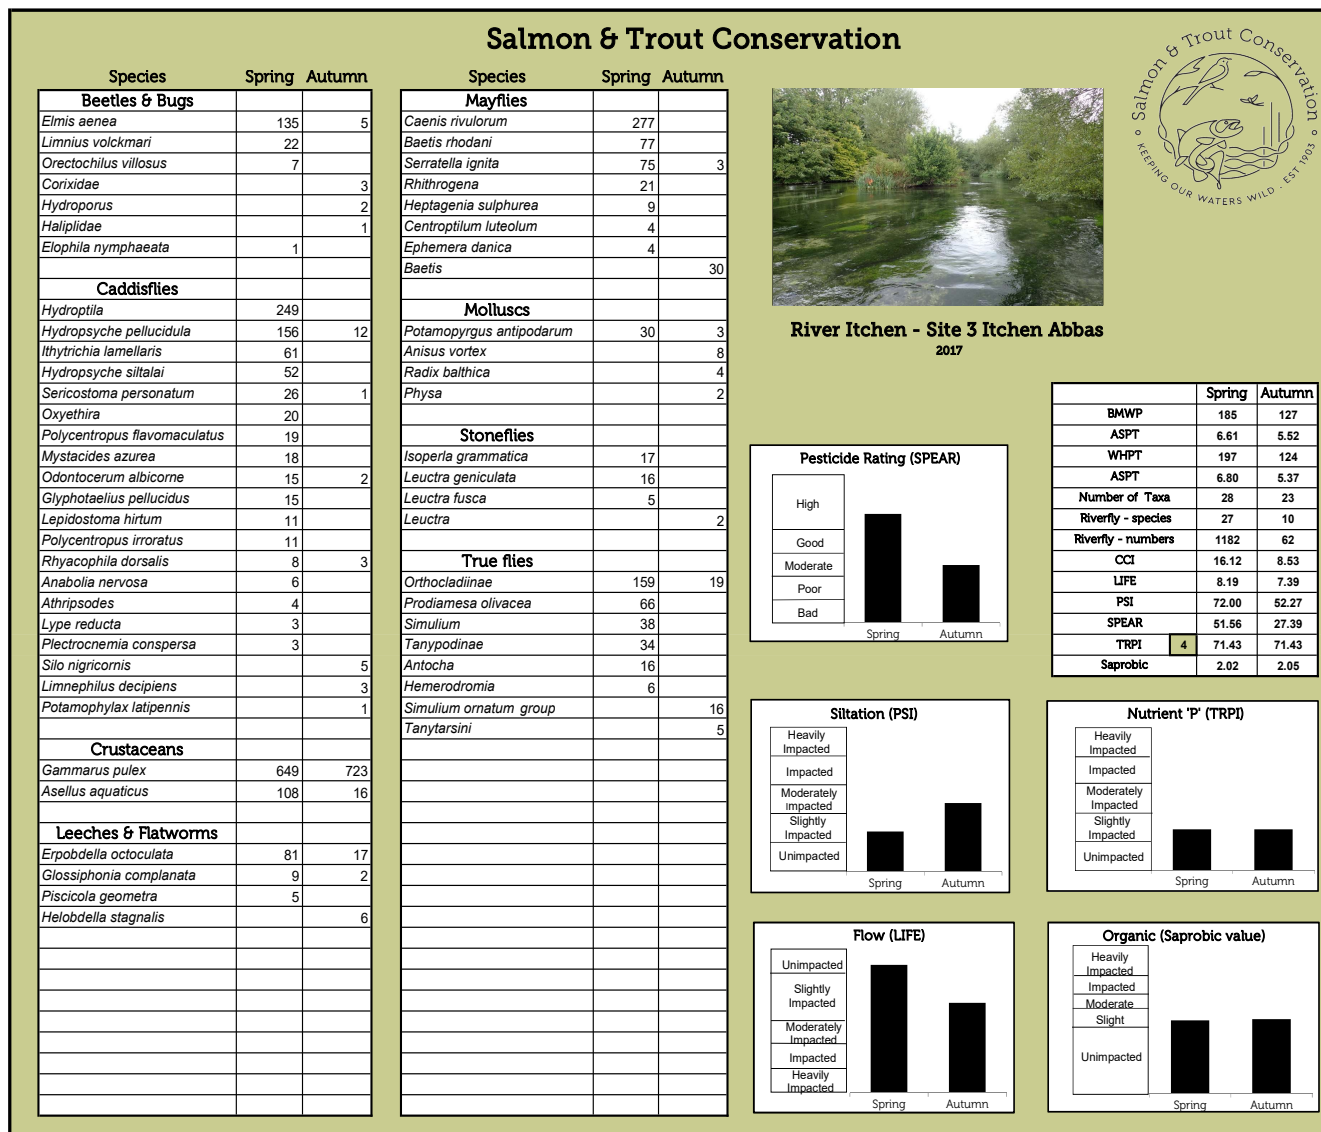 Salmon & Trout Conservation
Species Spring Autumn
Beetles & Bugs
Elmis aenea 135 5
Limnius volckmari 22
Orectochilus villosus 7
Corixidae 3
Hydroporus 2
Haliplidae 1
Elophila nymphaeata 1
Caddisflies
Hydroptila 249
Hydropsyche pellucidula 156 12
Ithytrichia lamellaris 61
Hydropsyche siltalai 52
Sericostoma personatum 26 1
Oxyethira 20
Polycentropus flavomaculatus 19
Mystacides azurea 18
Odontocerum albicorne 15 2
Glyphotaelius pellucidus 15
Lepidostoma hirtum 11
Polycentropus irroratus 11
Rhyacophila dorsalis 8 3
Anabolia nervosa 6
Athripsodes 4
Lype reducta 3
Plectrocnemia conspersa 3
Silo nigricornis 5
Limnephilus decipiens 3
Potamophylax latipennis 1
Crustaceans
Gammarus pulex 649 723
Asellus aquaticus 108 16
Leeches & Flatworms
Erpobdella octoculata 81 17
Glossiphonia complanata 9 2
Piscicola geometra 5
Helobdella stagnalis 6
Species Spring Autumn
Mayflies
Caenis rivulorum 277
Baetis rhodani 77
Serratella ignita 75 3
Rhithrogena 21
Heptagenia sulphurea 9
Centroptilum luteolum 4
Ephemera danica 4
Baetis 30
Molluscs
Potamopyrgus antipodarum 30 3
Anisus vortex 8
Radix balthica 4
Physa 2
Stoneflies
Isoperla grammatica 17
Leuctra geniculata 16
Leuctra fusca 5
Leuctra 2
True flies
Orthocladiinae 159 19
Prodiamesa olivacea 66
Simulium 38
Tanypodinae 34
Antocha 16
Hemerodromia 6
Simulium ornatum group 16
Tanytarsini 5
Salmon & Trout Conservation
KEEPING OUR WATERS WILD · EST 1903
River Itchen - Site 3 Itchen Abbas
2017
Spring Autumn
BMWP 185 127
ASPT 6.61 5.52
WHPT 197 124
ASPT 6.80 5.37
Number of Taxa 28 23
Riverfly - species 27 10
Riverfly - numbers 1182 62
CCI 16.12 8.53
LIFE 8.19 7.39
PSI 72.00 52.27
SPEAR 51.56 27.39
TRPI 4 71.43 71.43
Saprobic 2.02 2.05
Pesticide Rating (SPEAR)
High
Good
Moderate
Poor
Bad
Spring Autumn
Siltation (PSI)
Heavily
Impacted
Impacted
Moderately
Impacted
Slightly
Impacted
Unimpacted
Spring Autumn
Nutrient 'P' (TRPI)
Heavily
Impacted
Impacted
Moderately
Impacted
Slightly
Impacted
Unimpacted
Spring Autumn
Flow (LIFE)
Unimpacted
Slightly
Impacted
Moderately
Impacted
Impacted
Heavily
Impacted
Spring Autumn
Organic (Saprobic value)
Heavily
Impacted
Impacted
Moderate
Slight
Unimpacted
Spring Autumn